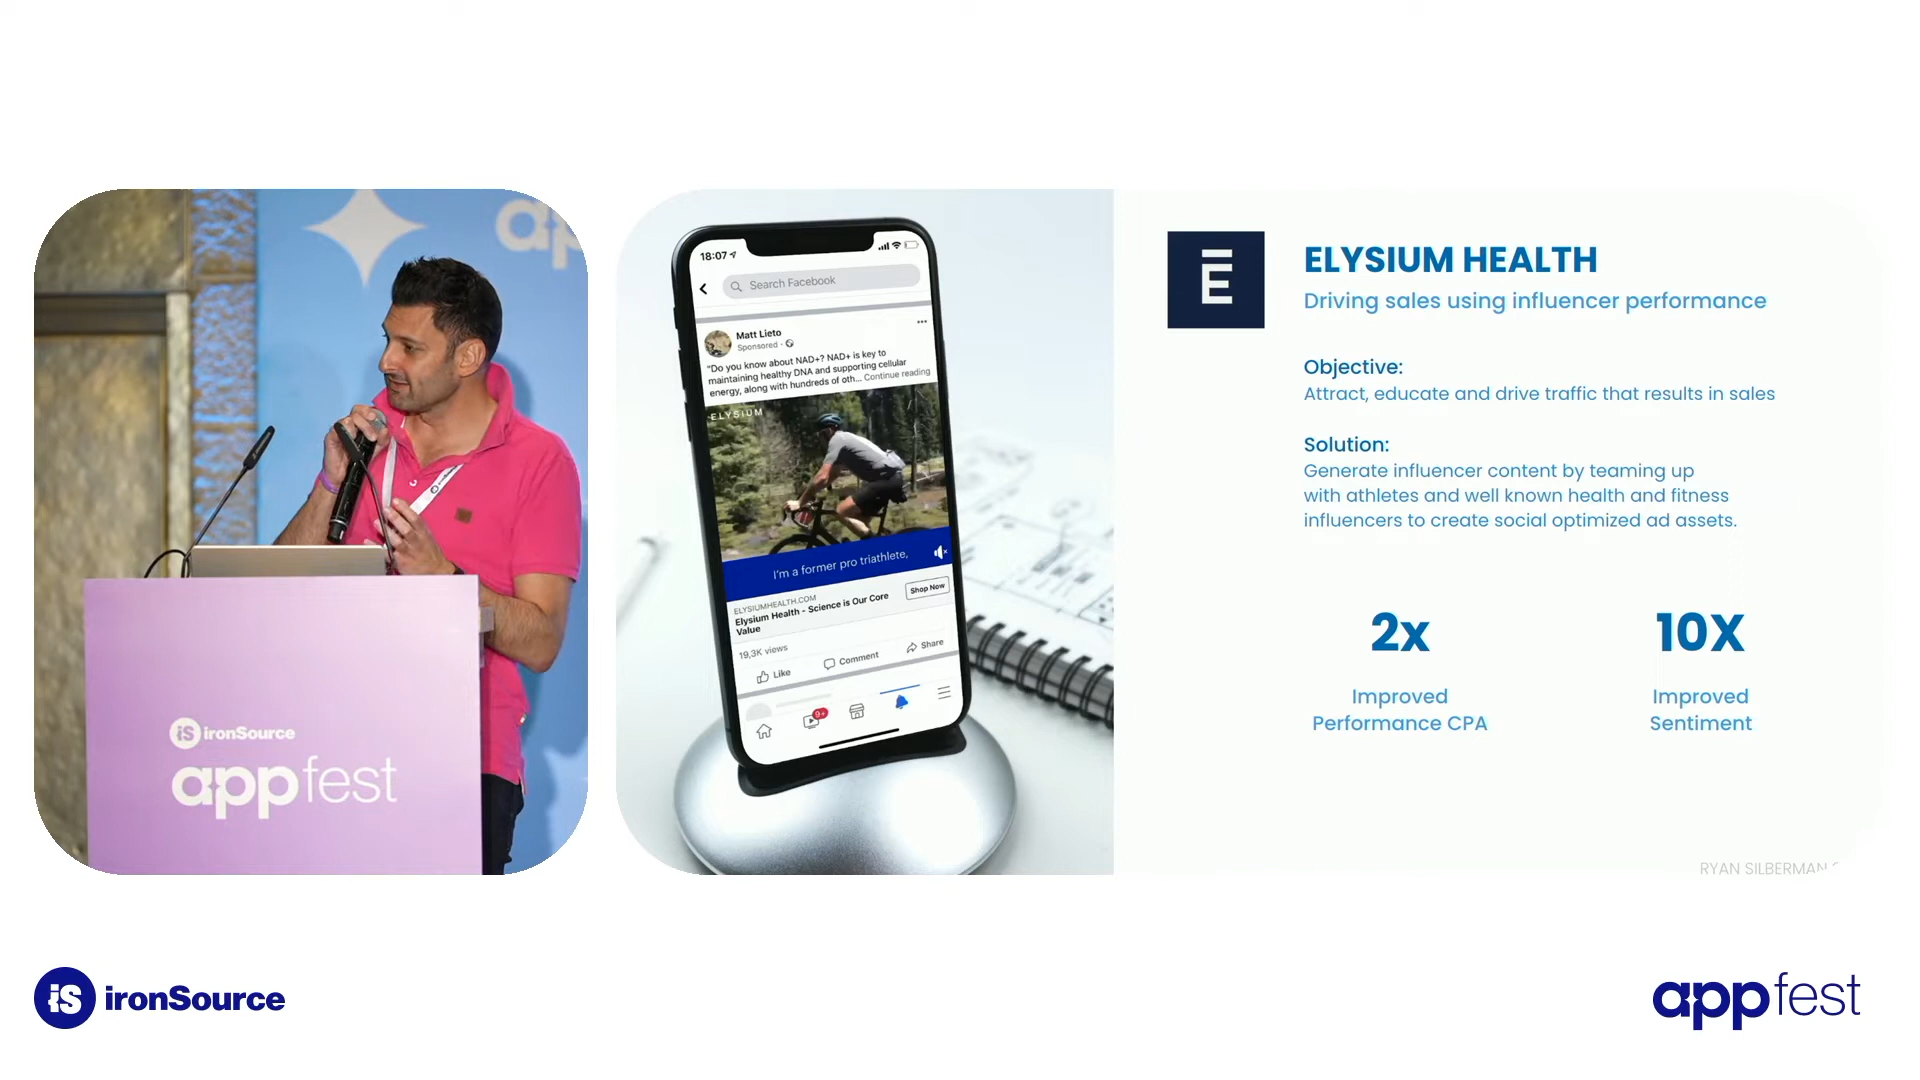 ap
iS ironSource
appfest
18:07
Search Facebook
Matt Lieto
Sponsored ·
"Do you know about NAD+? NAD+ is key to
maintaining healthy DNA and supporting cellular
energy, along with hundreds of oth... Continue reading
ELYSIUM
I'm a former pro triathlete,
ELYSIUMHEALTH.COM
Elysium Health - Science is Our Core
Value
Shop Now
19,3K views
Like
Comment
Share
9+
E
ELYSIUM HEALTH
Driving sales using influencer performance
Objective:
Attract, educate and drive traffic that results in sales
Solution:
Generate influencer content by teaming up
with athletes and well known health and fitness
influencers to create social optimized ad assets.
2x
Improved
Performance CPA
10X
Improved
Sentiment
RYAN SILBERMAN
iS ironSource
appfest